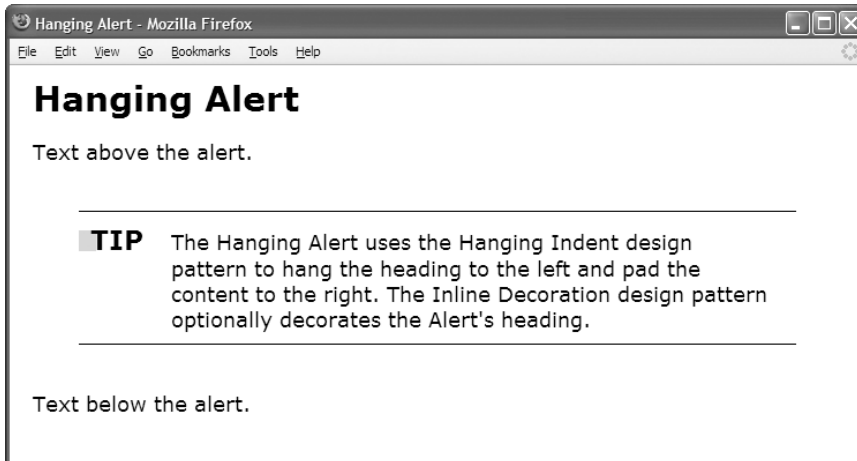 Hanging Alert - Mozilla Firefox
File Edit View Go Bookmarks Tools Help
Hanging Alert
Text above the alert.
TIP The Hanging Alert uses the Hanging Indent design
pattern to hang the heading to the left and pad the
content to the right. The Inline Decoration design pattern
optionally decorates the Alert's heading.
Text below the alert.